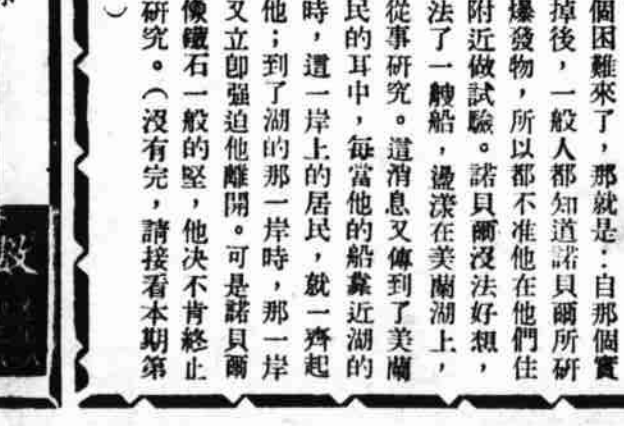 個困難來了，那就是：自那個實
掉後，一般人都知道諾貝爾所研
爆發物，所以都不准他在他們住
附近做試驗。諾貝爾沒法好想，
法了一艘船，盪漾在美蘭湖上，
從事研究。這消息又傳到了美蘭
民的耳中，每當他的船靠近湖的
時，這一岸上的居民，就一齊起
他；到了湖的那一岸時，那一岸
又立卽强迫他離開。可是諾貝爾
像鐵石一般的堅，他决不肯終止
研究。（沒有完，請接看本期第
）